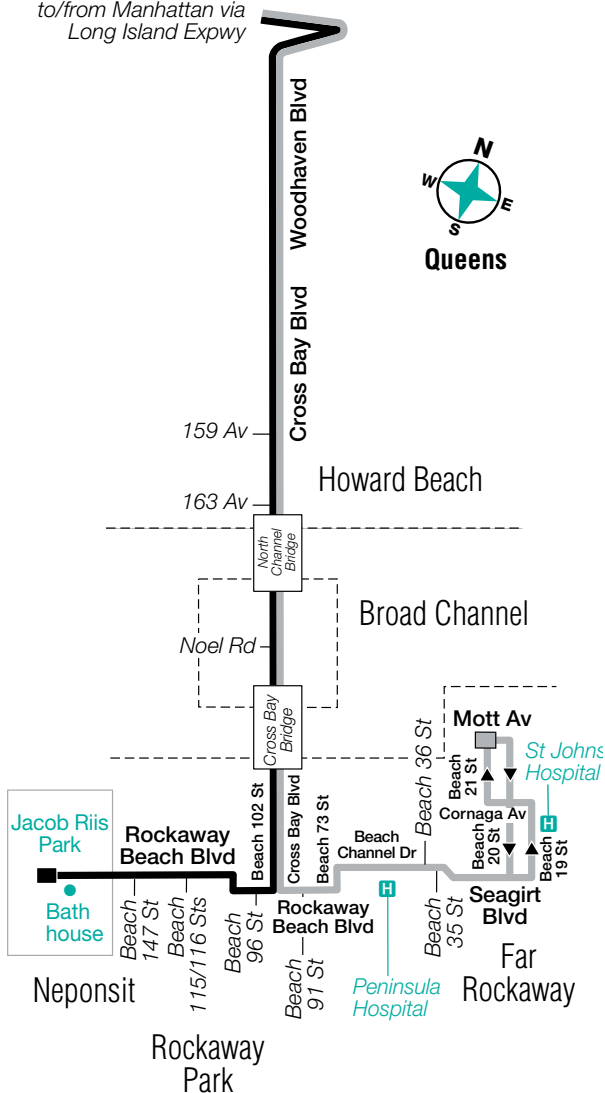 to/from Manhattan via
Long Island Expwy
Woodhaven Blvd
N
W
E
S
Queens
Cross Bay Blvd
159 Av
Howard Beach
163 Av
North
Channel
Bridge
Broad Channel
Noel Rd
Cross Bay
Bridge
Mott Av
St Johns
Hospital
Beach 36 St
Beach
21 St
Beach 102 St
Cross Bay Blvd
Beach 73 St
Cornaga Av
H
Jacob Riis
Park
Rockaway
Beach Blvd
Beach
Channel Dr
Beach
20 St
Beach
19 St
Bath
house
H
Seagirt
Blvd
Rockaway
Beach Blvd
Beach
147 St
Beach
115/116 Sts
Beach
96 St
Beach
91 St
Beach
35 St
Far
Rockaway
Neponsit
Peninsula
Hospital
Rockaway
Park